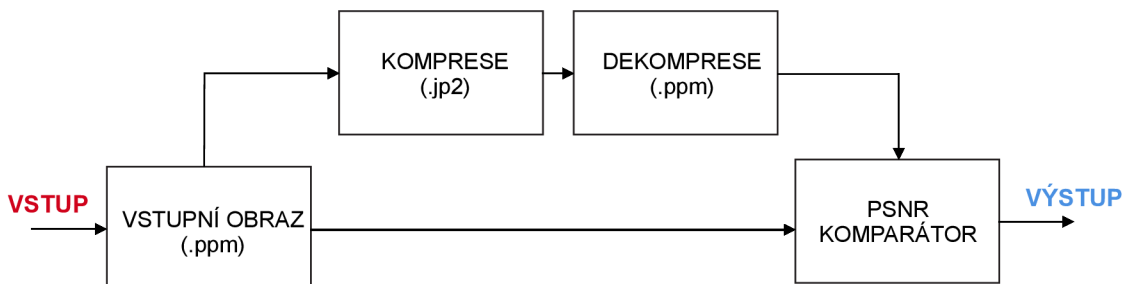 VSTUP
VSTUPNÍ OBRAZ
(.ppm)
KOMPRESE
(.jp2)
DEKOMPRESE
(.ppm)
PSNR
KOMPARÁTOR
VÝSTUP